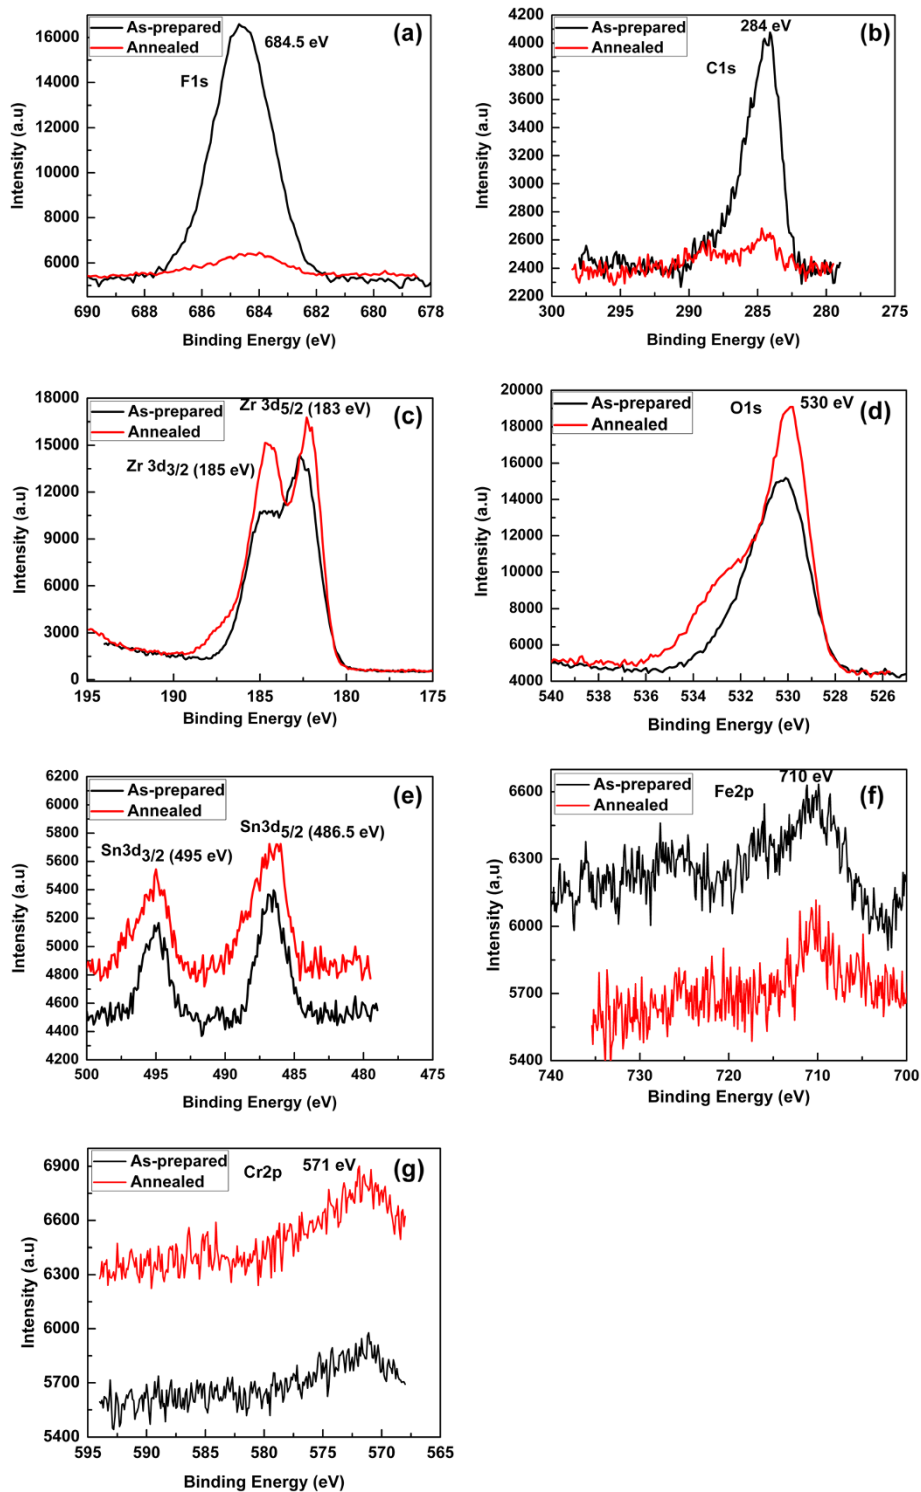 As-prepared
Annealed
(a)
684.5 eV
F1s
16000
14000
12000
10000
8000
6000
690 688 686 684 682 680 678
Binding Energy (eV)
Intensity (a.u)
As-prepared
Annealed
284 eV
(b)
C1s
4200
4000
3800
3600
3400
3200
3000
2800
2600
2400
2200
300 295 290 285 280 275
Binding Energy (eV)
Intensity (a.u)
Zr 3d5/2 (183 eV)
As-prepared
Annealed
(c)
Zr 3d3/2 (185 eV)
18000
15000
12000
9000
6000
3000
0
195 190 185 180 175
Binding Energy (eV)
Intensity (a.u)
As-prepared
Annealed
O1s
530 eV
(d)
20000
18000
16000
14000
12000
10000
8000
6000
4000
540 538 536 534 532 530 528 526
Binding Energy (eV)
Intensity (a.u)
As-prepared
Annealed
(e)
Sn3d5/2 (486.5 eV)
Sn3d3/2 (495 eV)
6200
6000
5800
5600
5400
5200
5000
4800
4600
4400
4200
500 495 490 485 480 475
Binding Energy (eV)
Intensity (a.u)
As-prepared
Annealed
710 eV
Fe2p
(f)
6600
6300
6000
5700
5400
740 730 720 710 700
Binding Energy (eV)
Intensity (a,u)
As-prepared
Annealed
Cr2p
571 eV
(g)
6900
6600
6300
6000
5700
5400
595 590 585 580 575 570 565
Binding Energy (eV)
Intensity (a.u)